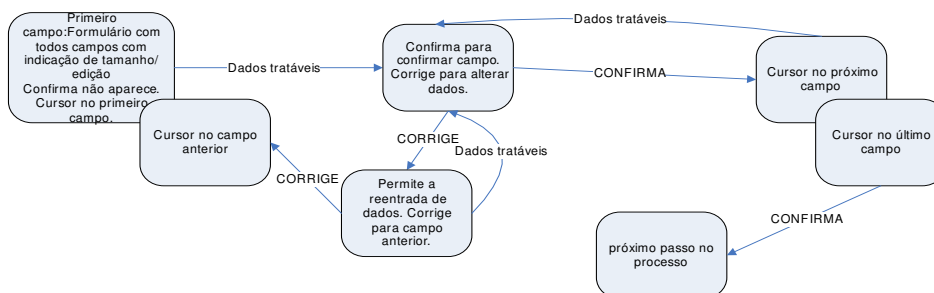 Primeiro
campo:Formulário com
todos campos com
indicação de tamanho/
edição
Confirma não aparece.
Cursor no primeiro
campo.
Cursor no campo
anterior
Dados tratáveis
Confirma para
confirmar campo.
Corrige para alterar
dados.
CORRIGE
Dados tratáveis
CORRIGE
Permite a
reentrada de
dados. Corrige
para campo
anterior.
Dados tratáveis
CONFIRMA
Cursor no próximo
campo
Cursor no último
campo
CONFIRMA
próximo passo no
processo